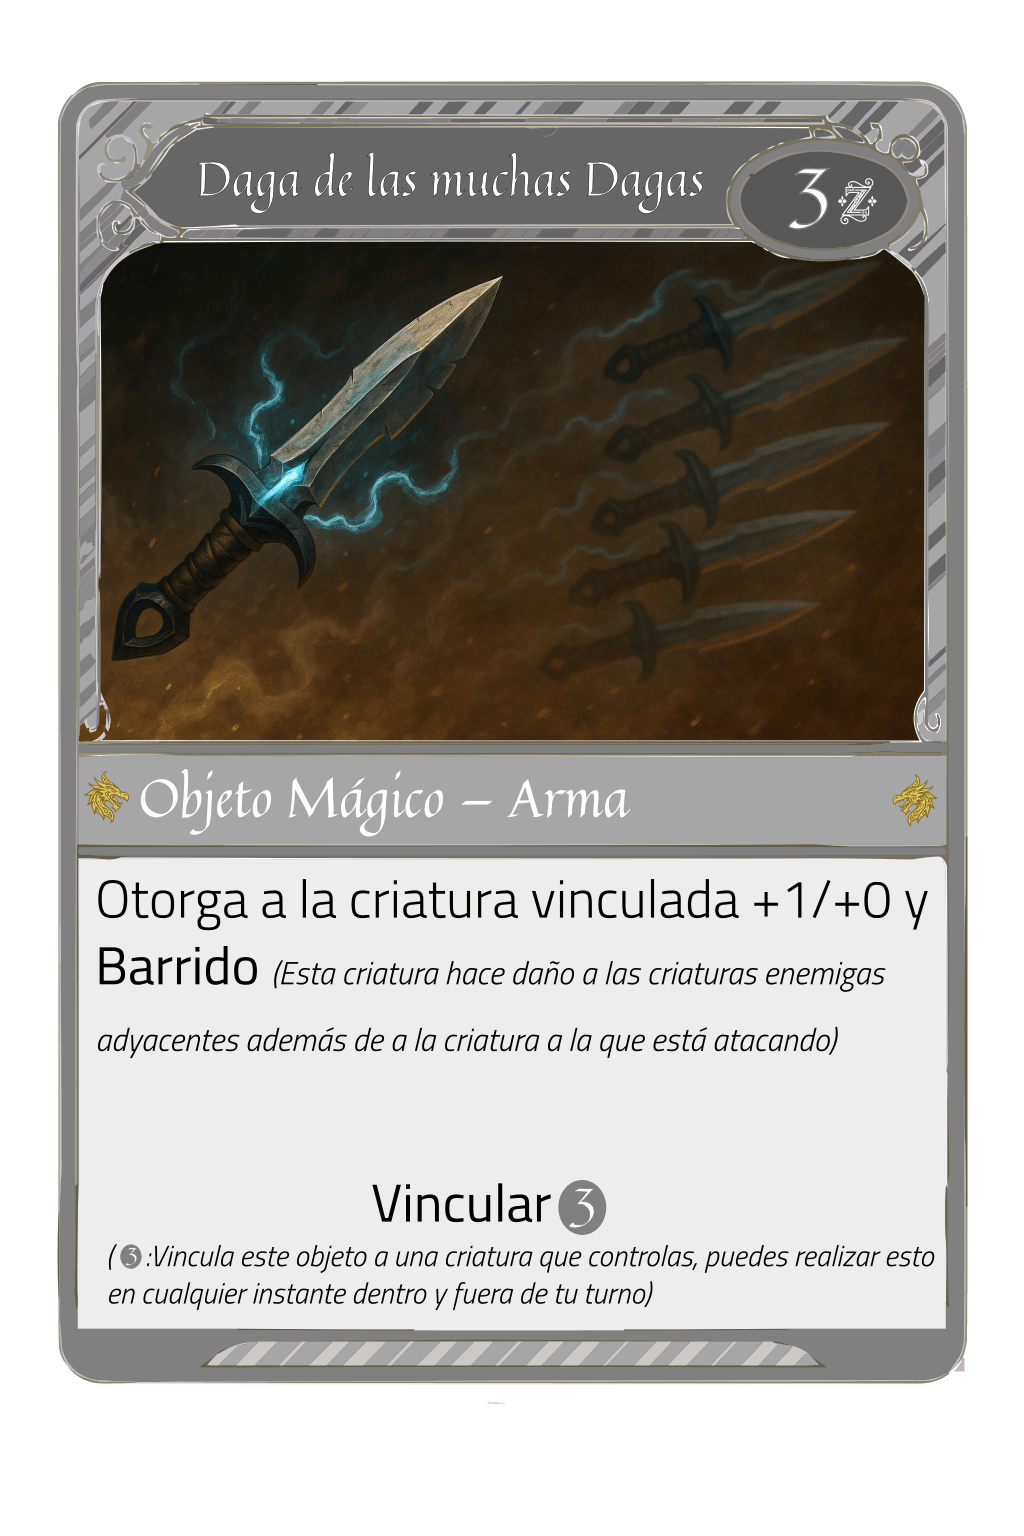 Daga de las muchas Dagas
3 Z
Objeto Mágico – Arma
Otorga a la criatura vinculada +1/+0 y
Barrido (Esta criatura hace daño a las criaturas enemigas
adyacentes además de a la criatura a la que está atacando)
Vincular 3
( 3 :Vincula este objeto a una criatura que controlas, puedes realizar esto
en cualquier instante dentro y fuera de tu turno)